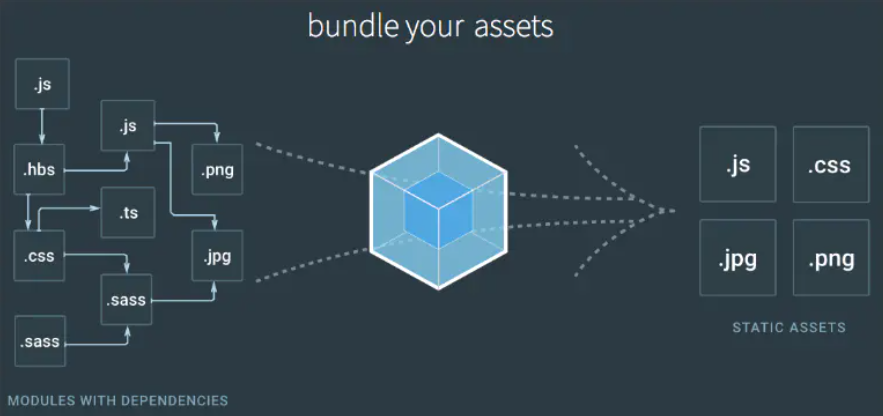 bundle your assets
.js
.js
.hbs
.png
.ts
.css
.jpg
.sass
.sass
MODULES WITH DEPENDENCIES
.js
.css
.jpg
.png
STATIC ASSETS